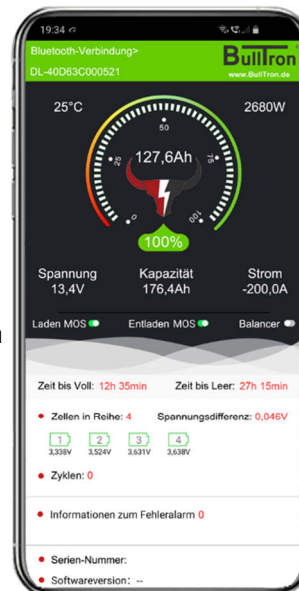 19:34
Bluetooth-Verbindung>
DL-40D63C000521
BullTron
www.BullTron.de
25°C
2680W
0
25
50
75
100
127,6Ah
100%
Spannung Kapazität Strom
13,4V 176,4Ah -200,0A
Laden MOS Entladen MOS Balancer
Zeit bis Voll: 12h 35min Zeit bis Leer: 27h 15min
Zellen in Reihe: 4 Spannungsdifferenz: 0,046V
1 2 3 4
3,338V 3,524V 3,631V 3,638V
Zyklen: 0
Informationen zum Fehleralarm 0
Serien-Nummer:
Softwareversion: --